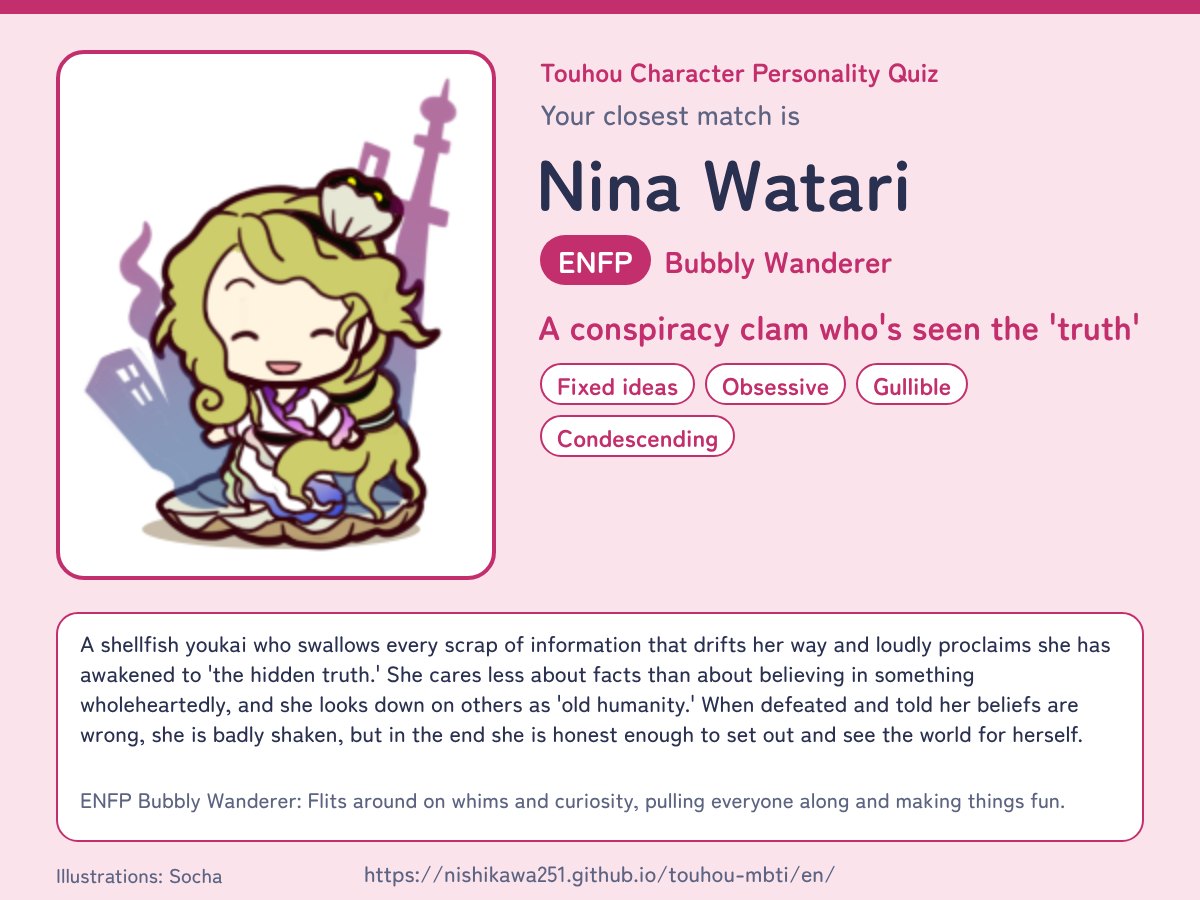 Touhou Character Personality Quiz
Your closest match is
Nina Watari
ENFP Bubbly Wanderer
A conspiracy clam who's seen the 'truth'
Fixed ideas Obsessive Gullible
Condescending
A shellfish youkai who swallows every scrap of information that drifts her way and loudly proclaims she has
awakened to 'the hidden truth.' She cares less about facts than about believing in something
wholeheartedly, and she looks down on others as 'old humanity.' When defeated and told her beliefs are
wrong, she is badly shaken, but in the end she is honest enough to set out and see the world for herself.
ENFP Bubbly Wanderer: Flits around on whims and curiosity, pulling everyone along and making things fun.
Illustrations: Socha https://nishikawa251.github.io/touhou-mbti/en/